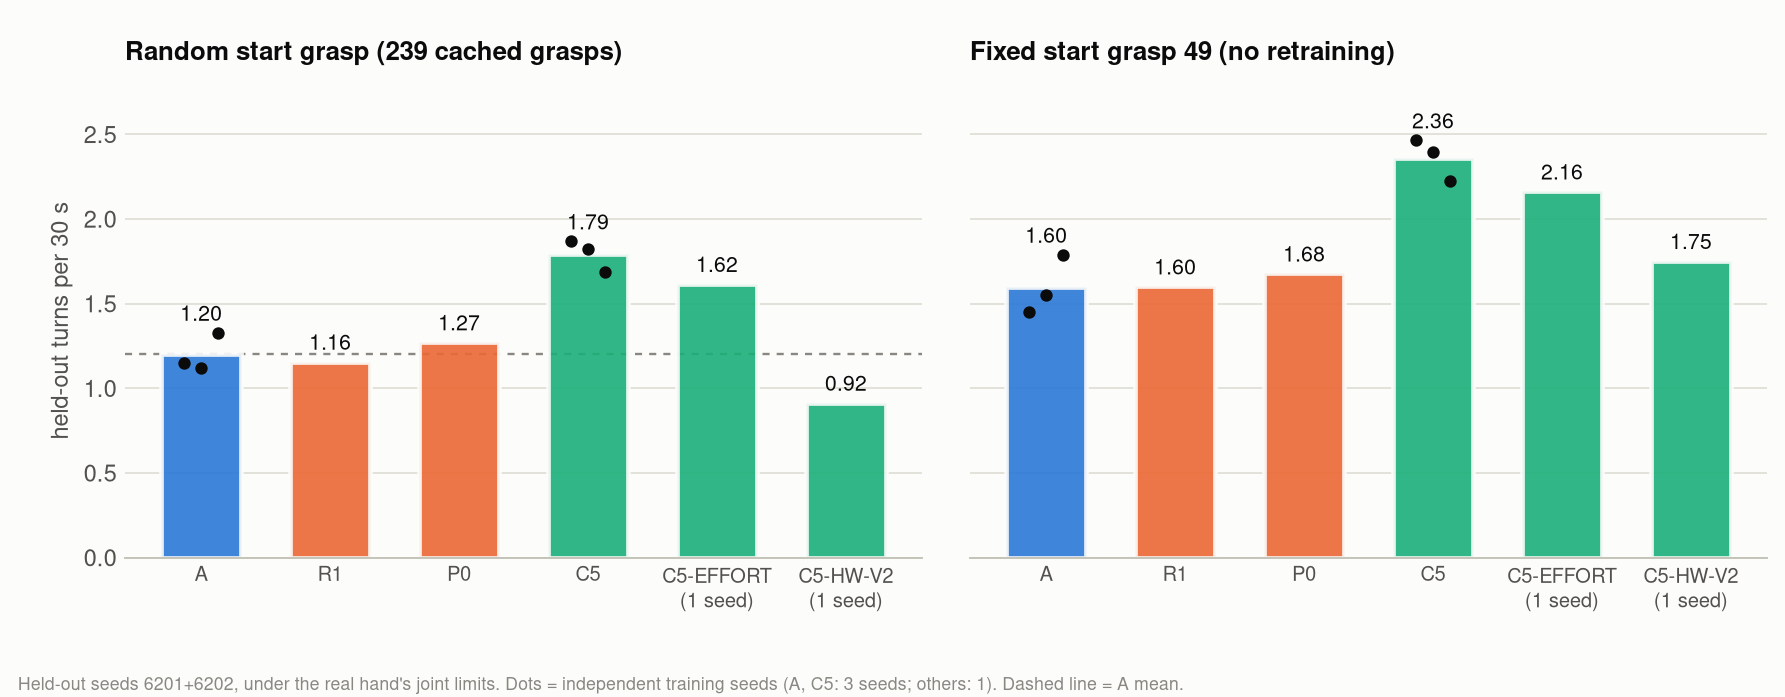 Random start grasp (239 cached grasps)
Fixed start grasp 49 (no retraining)
held-out turns per 30 s
2.5
2.0
1.5
1.0
0.5
0.0
1.20
1.16
1.27
1.79
1.62
0.92
A
R1
P0
C5
C5-EFFORT
(1 seed)
C5-HW-V2
(1 seed)
1.60
1.60
1.68
2.36
2.16
1.75
A
R1
P0
C5
C5-EFFORT
(1 seed)
C5-HW-V2
(1 seed)
Held-out seeds 6201+6202, under the real hand's joint limits. Dots = independent training seeds (A, C5: 3 seeds; others: 1). Dashed line = A mean.